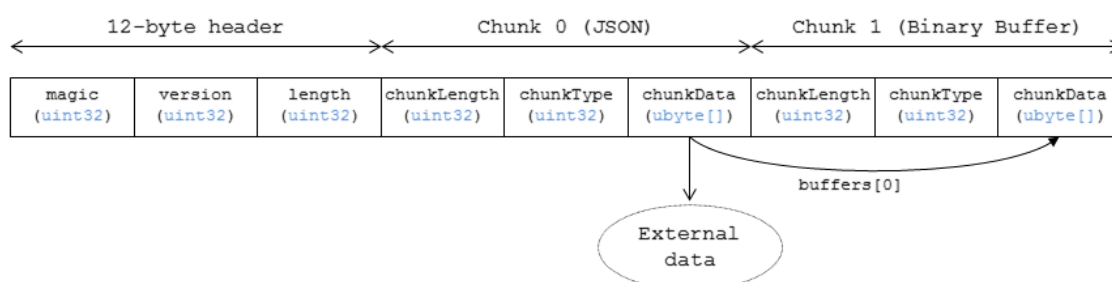 12-byte header
Chunk 0 (JSON)
Chunk 1 (Binary Buffer)
magic
(uint32)
version
(uint32)
length
(uint32)
chunkLength
(uint32)
chunkType
(uint32)
chunkData
(ubyte[])
chunkLength
(uint32)
chunkType
(uint32)
chunkData
(ubyte[])
buffers[0]
External
data